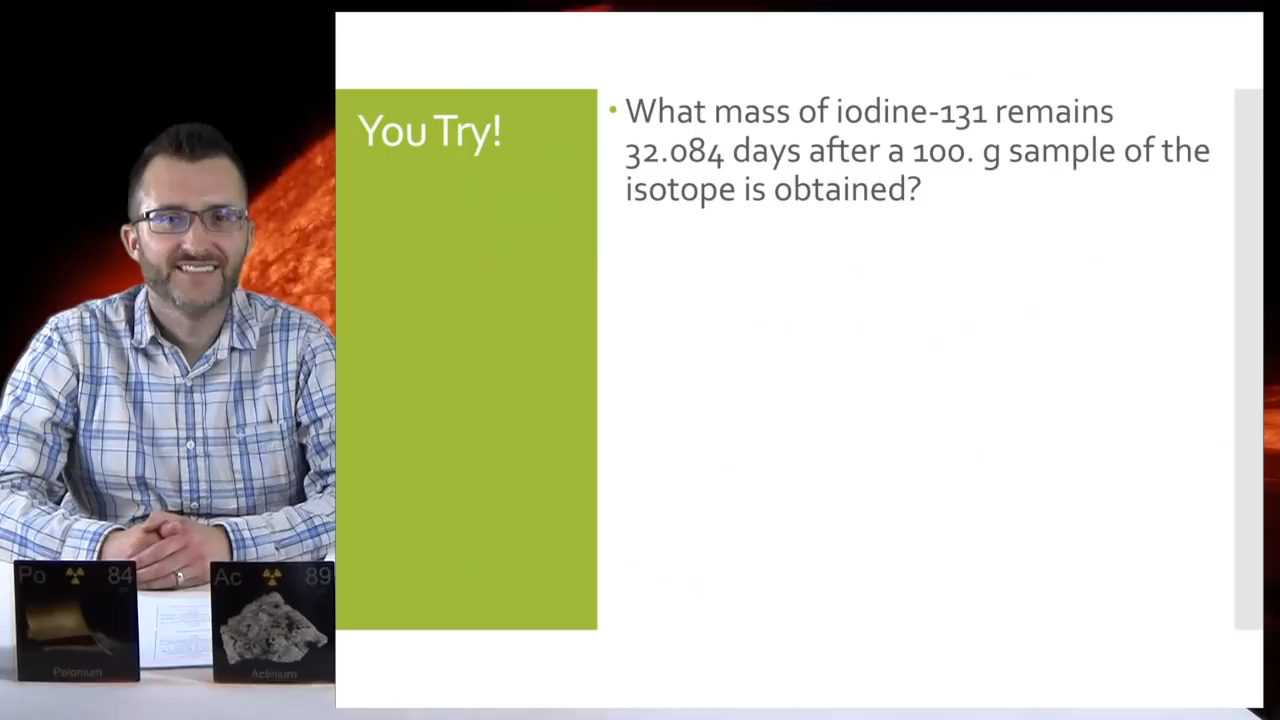 You Try!
• What mass of iodine-131 remains
32.084 days after a 100. g sample of the
isotope is obtained?
Po 84
Polonium
Ac 89
Actinium